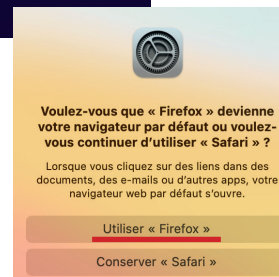 Voulez-vous que « Firefox » devienne
votre navigateur par défaut ou voulez-
vous continuer d’utiliser « Safari » ?
Lorsque vous cliquez sur des liens dans des
documents, des e-mails ou d’autres apps, votre
navigateur web par défaut s’ouvre.
Utiliser « Firefox »
Conserver « Safari »